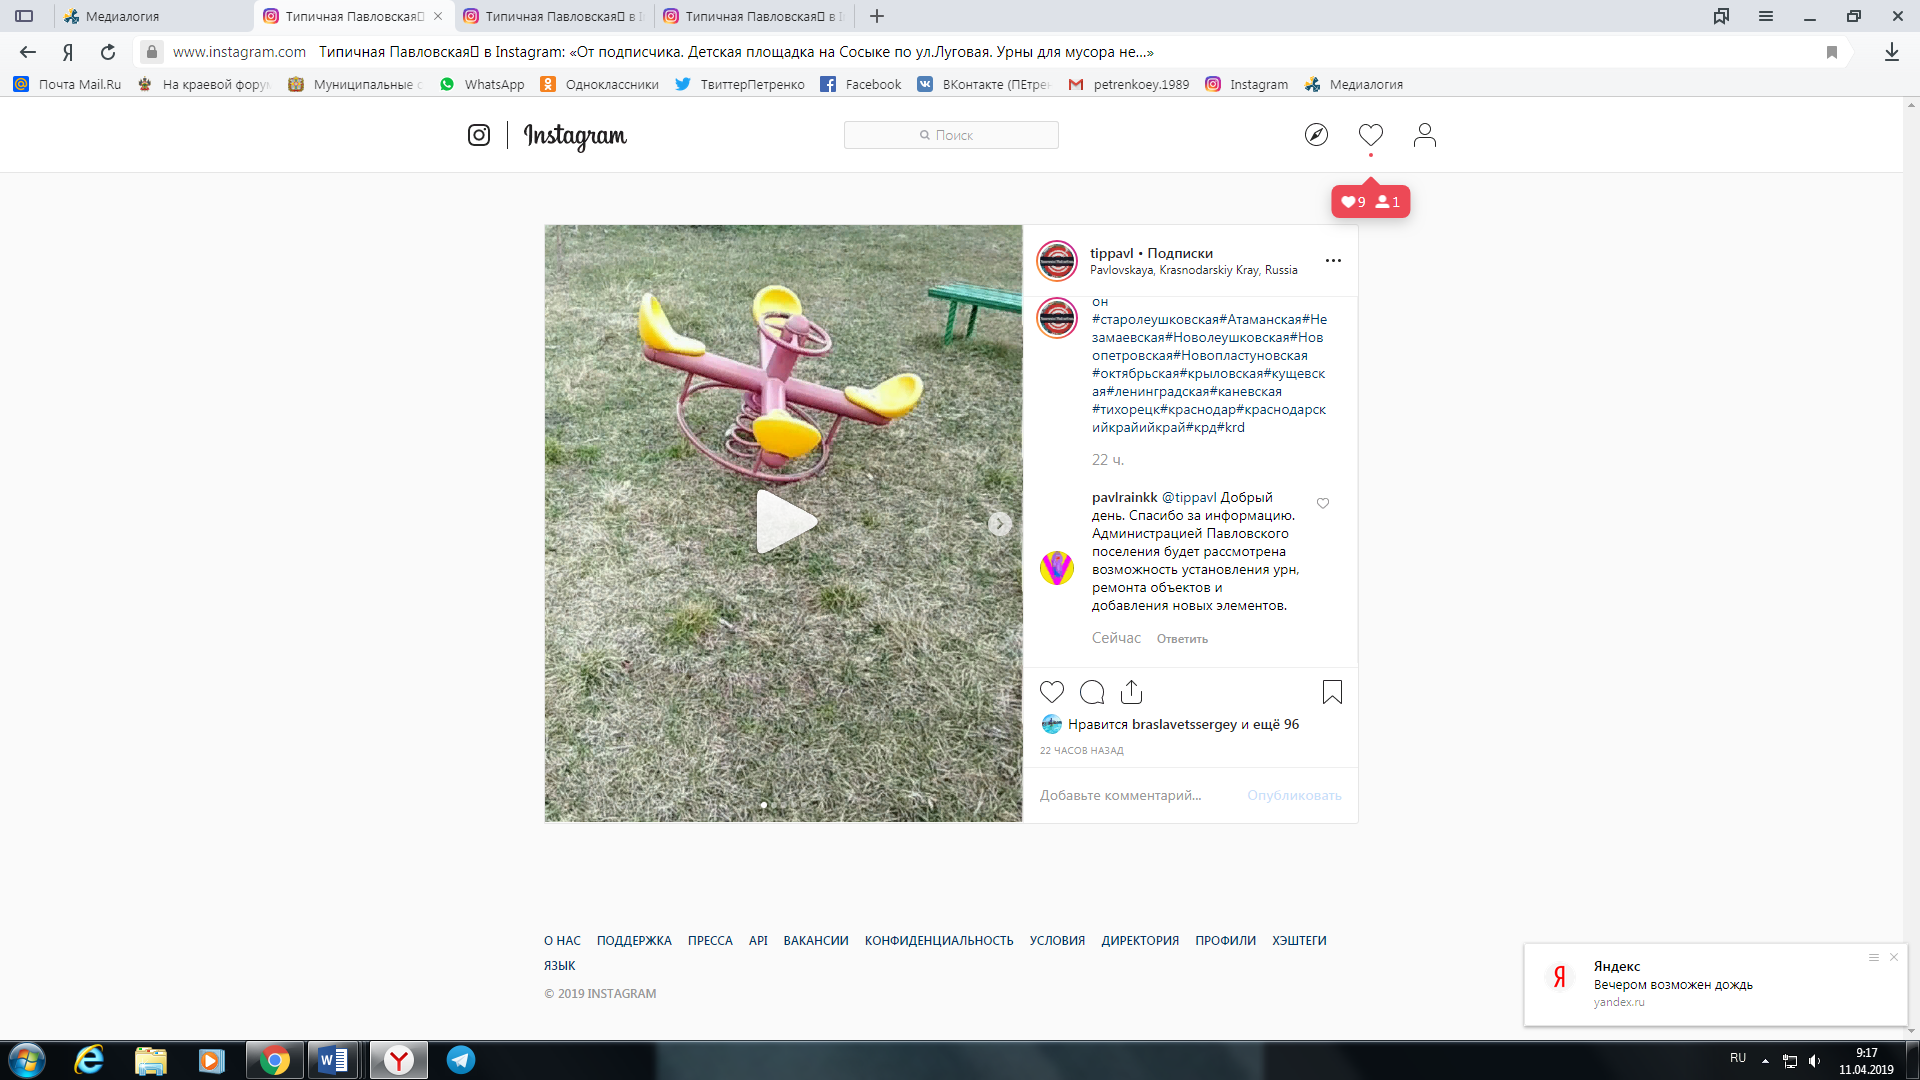 Медиалогия
Типичная Павловская
Типичная Павловская в
Типичная Павловская в
www.instagram.com Типичная Павловская в Instagram: «От подписчика. Детская площадка на Сосыке по ул.Луговая. Урны для мусора не...»
Почта Mail.Ru
На краевой
Муниципальные
WhatsApp
Одноклассники
ТвиттерПетренко
Facebook
ВКонтакте
petrenkoey.1989
Instagram
Медиалогия
Instagram
Поиск
9 1
tippavl • Подписки
Pavlovskaya, Krasnodarskiy Kray, Russia
он
#старолеушковская#Атаманская#Не
замаевская#Новолеушковская#Нов
опетровская#Новопластуновская
#октябрьская#крыловская#кущевск
ая#ленинградская#каневская
#тихорецк#краснодар#краснодарск
ийкрайийкрай#крд#krd
22 ч.
pavlrainkk @tippavl Добрый
день. Спасибо за информацию.
Администрацией Павловского
поселения будет рассмотрена
возможность установления урн,
ремонта объектов и
добавления новых элементов.
Сейчас Ответить
Нравится braslavetssergey и ещё 96
22 ЧАСОВ НАЗАД
Добавьте комментарий... Опубликовать
О НАС ПОДДЕРЖКА ПРЕССА API ВАКАНСИИ КОНФИДЕНЦИАЛЬНОСТЬ УСЛОВИЯ ДИРЕКТОРИЯ ПРОФИЛИ ХЭШТЕГИ
ЯЗЫК
© 2019 INSTAGRAM
Яндекс
Вечером возможен дождь
yandex.ru
RU
9:17
11.04.2019